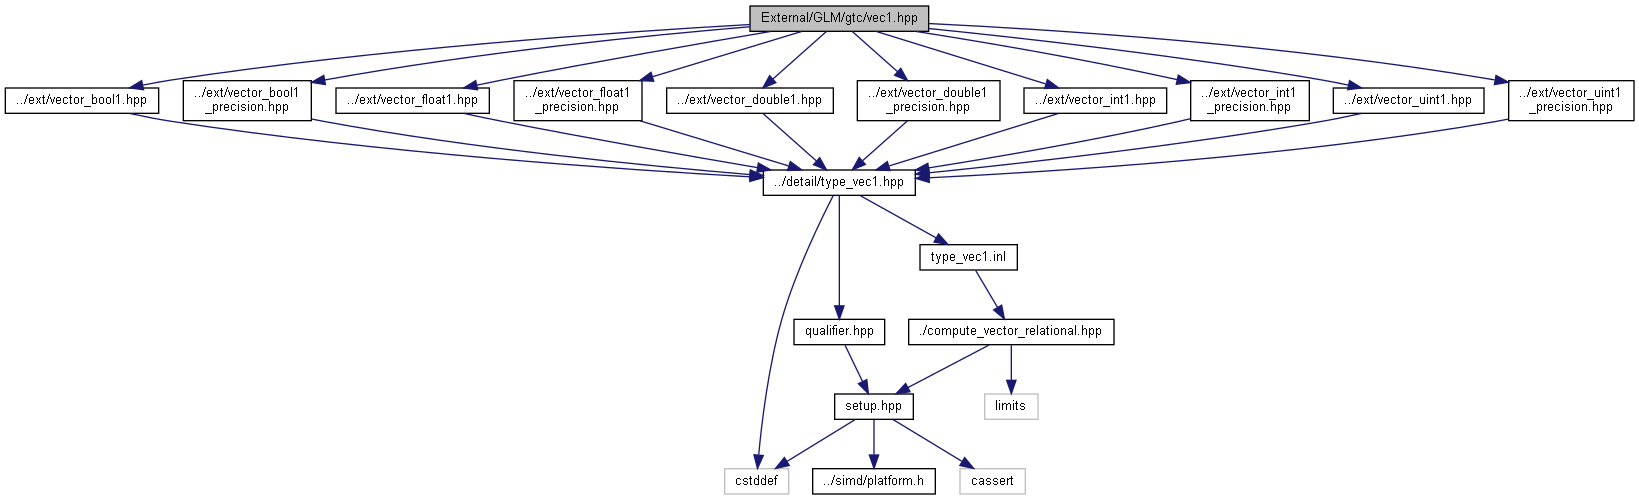 External/GLM/gtc/vec1.hpp
../ext/vector_bool1.hpp
../ext/vector_bool1
_precision.hpp
../ext/vector_float1.hpp
../ext/vector_float1
_precision.hpp
../ext/vector_double1.hpp
../ext/vector_double1
_precision.hpp
../ext/vector_int1.hpp
../ext/vector_int1
_precision.hpp
../ext/vector_uint1.hpp
../ext/vector_uint1
_precision.hpp
../detail/type_vec1.hpp
type_vec1.inl
qualifier.hpp
./compute_vector_relational.hpp
setup.hpp
limits
cstddef
../simd/platform.h
cassert